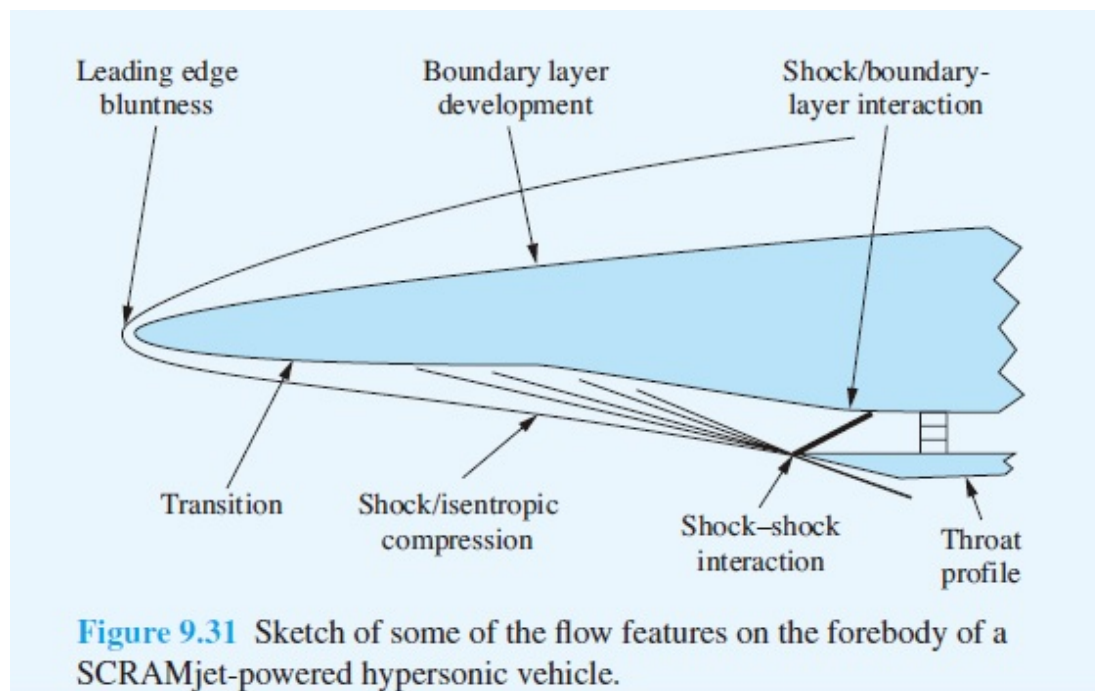 Leading edge
bluntness
Boundary layer
development
Shock/boundary-
layer interaction
Transition
Shock/isentropic
compression
Shock–shock
interaction
Throat
profile
Figure 9.31 Sketch of some of the flow features on the forebody of a
SCRAMjet-powered hypersonic vehicle.